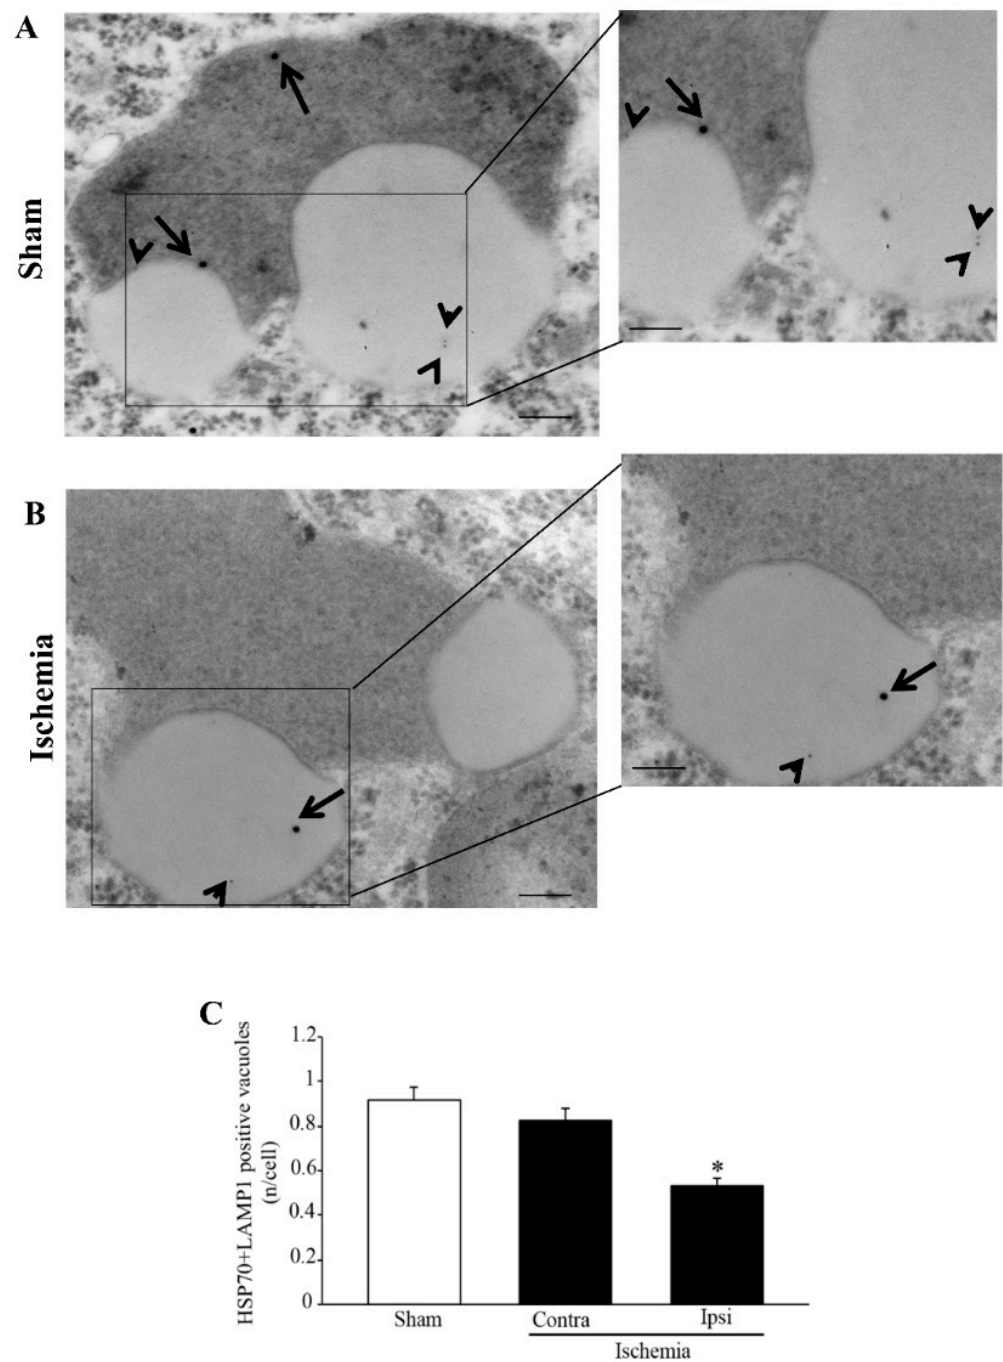 A
Sham
B
Ischemia
C
HSP70+LAMP1 positive vacuoles
(n/cell)
1.2
1
0.8
0.6
0.4
0.2
0
*
Sham
Contra
Ipsi
Ischemia